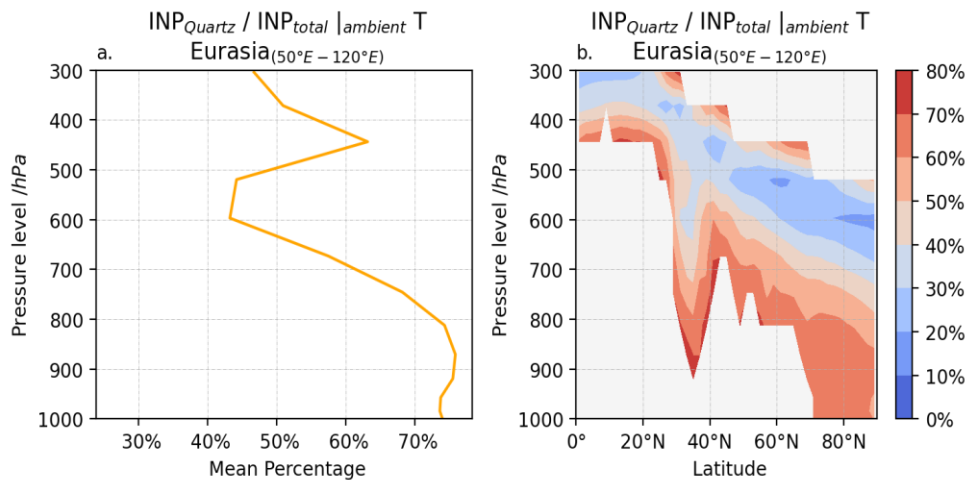 INP_Quartz / INP_total |_ambient T
a. Eurasia_(50°E − 120°E)
300
400
500
600
700
800
900
1000
Pressure level /hPa
30% 40% 50% 60% 70%
Mean Percentage
INP_Quartz / INP_total |_ambient T
b. Eurasia_(50°E − 120°E)
300
400
500
600
700
800
900
1000
Pressure level /hPa
0° 20°N 40°N 60°N 80°N
Latitude
80%
70%
60%
50%
40%
30%
20%
10%
0%